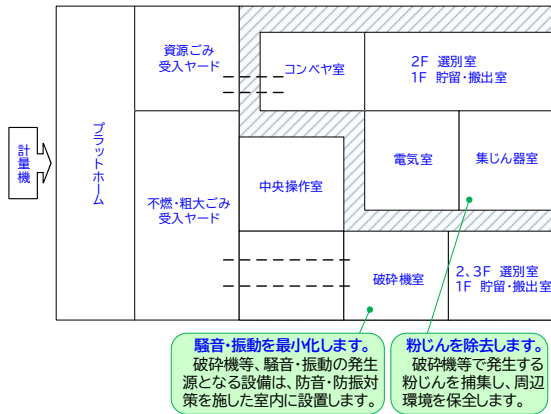 資源ごみ
受入ヤード
コンベヤ室
2F 選別室
1F 貯留・搬出室
計量機
プラットホーム
不燃・粗大ごみ
受入ヤード
中央操作室
電気室
集じん器室
破砕機室
2、3F 選別室
1F 貯留・搬出室
騒音・振動を最小化します。
破砕機等、騒音・振動の発生
源となる設備は、防音・防振対
策を施した室内に設置します。
粉じんを除去します。
破砕機等で発生する
粉じんを捕集し、周辺
環境を保全します。